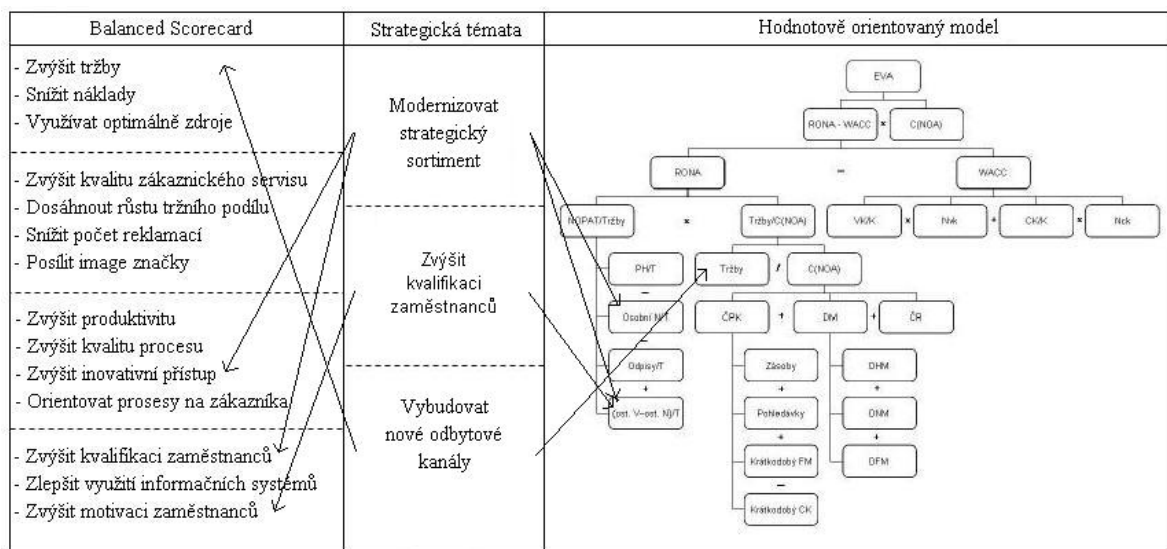 Balanced Scorecard
Strategická témata
Hodnotově orientovaný model
- Zvýšit tržby
- Snížit náklady
- Využívat optimálně zdroje
- Zvýšit kvalitu zákaznického servisu
- Dosáhnout růstu tržního podílu
- Snížit počet reklamací
- Posílit image značky
- Zvýšit produktivitu
- Zvýšit kvalitu procesu
- Zvýšit inovativní přístup
- Orientovat prosesy na zákazníka
- Zvýšit kvalifikaci zaměstnanců
- Zlepšit využití informačních systémů
- Zvýšit motivaci zaměstnanců
Modernizovat
strategický
sortiment
Zvýšit
kvalifikaci
zaměstnanců
Vybudovat
nové odbytové
kanály
EVA
RONA - WACC × C(NOA)
RONA - WACC
NOPAT/Tržby × Tržby/C(NOA) VK/K × Nvk + CK/K × Nck
PH/T Tržby / C(NOA)
-
Osobní N/T ČPK + DM + ČR
-
Odpisy/T Zásoby DHM
+ + +
(ost. V-ost. N)/T Pohledávky DNM
+ +
Krátkodobý FM DFM
-
Krátkodobý CK